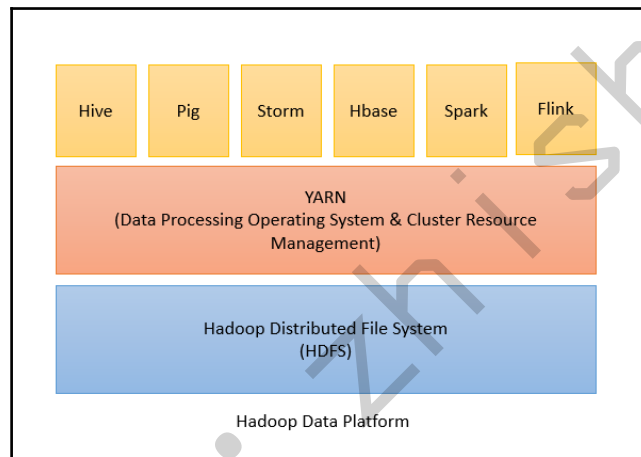 Hive Pig Storm Hbase Spark Flink
YARN
(Data Processing Operating System & Cluster Resource
Management)
Hadoop Distributed File System
(HDFS)
Hadoop Data Platform
i zhish